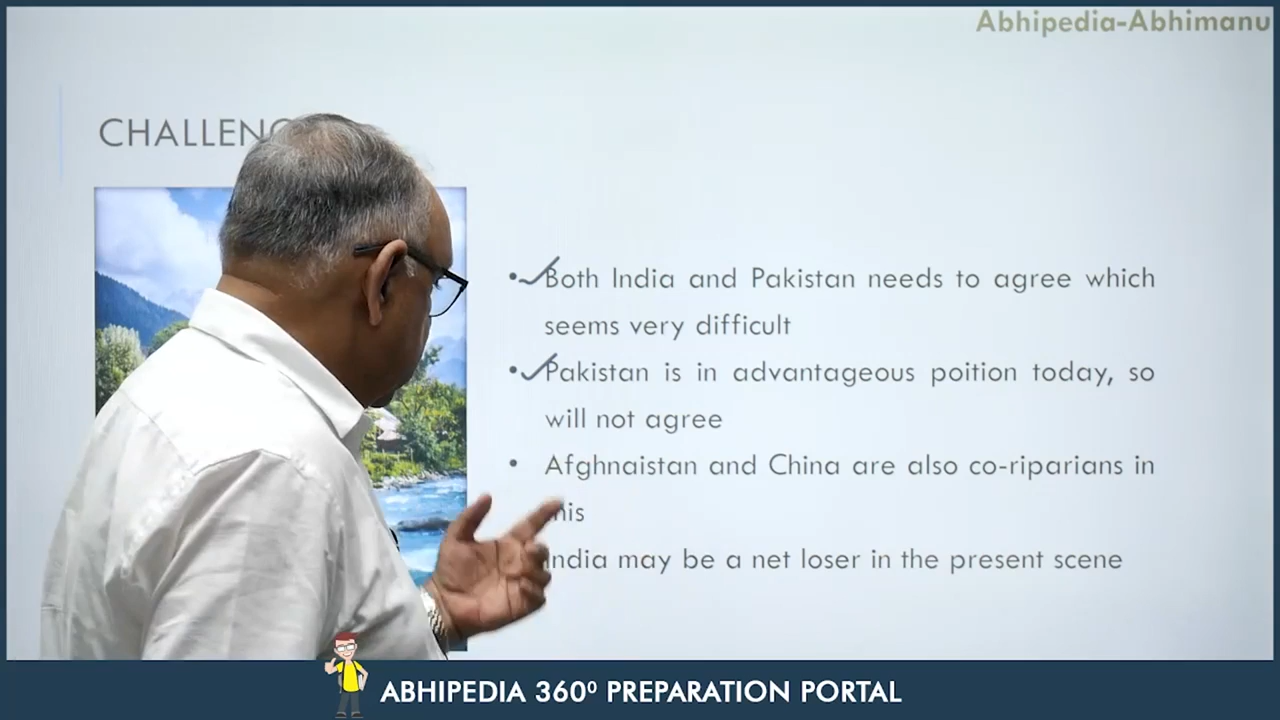 Abhipedia-Abhimanu
CHALLENG
• Both India and Pakistan needs to agree which
seems very difficult
• Pakistan is in advantageous poition today, so
will not agree
• Afghnaistan and China are also co-riparians in
his
India may be a net loser in the present scene
ABHIPEDIA 360⁰ PREPARATION PORTAL